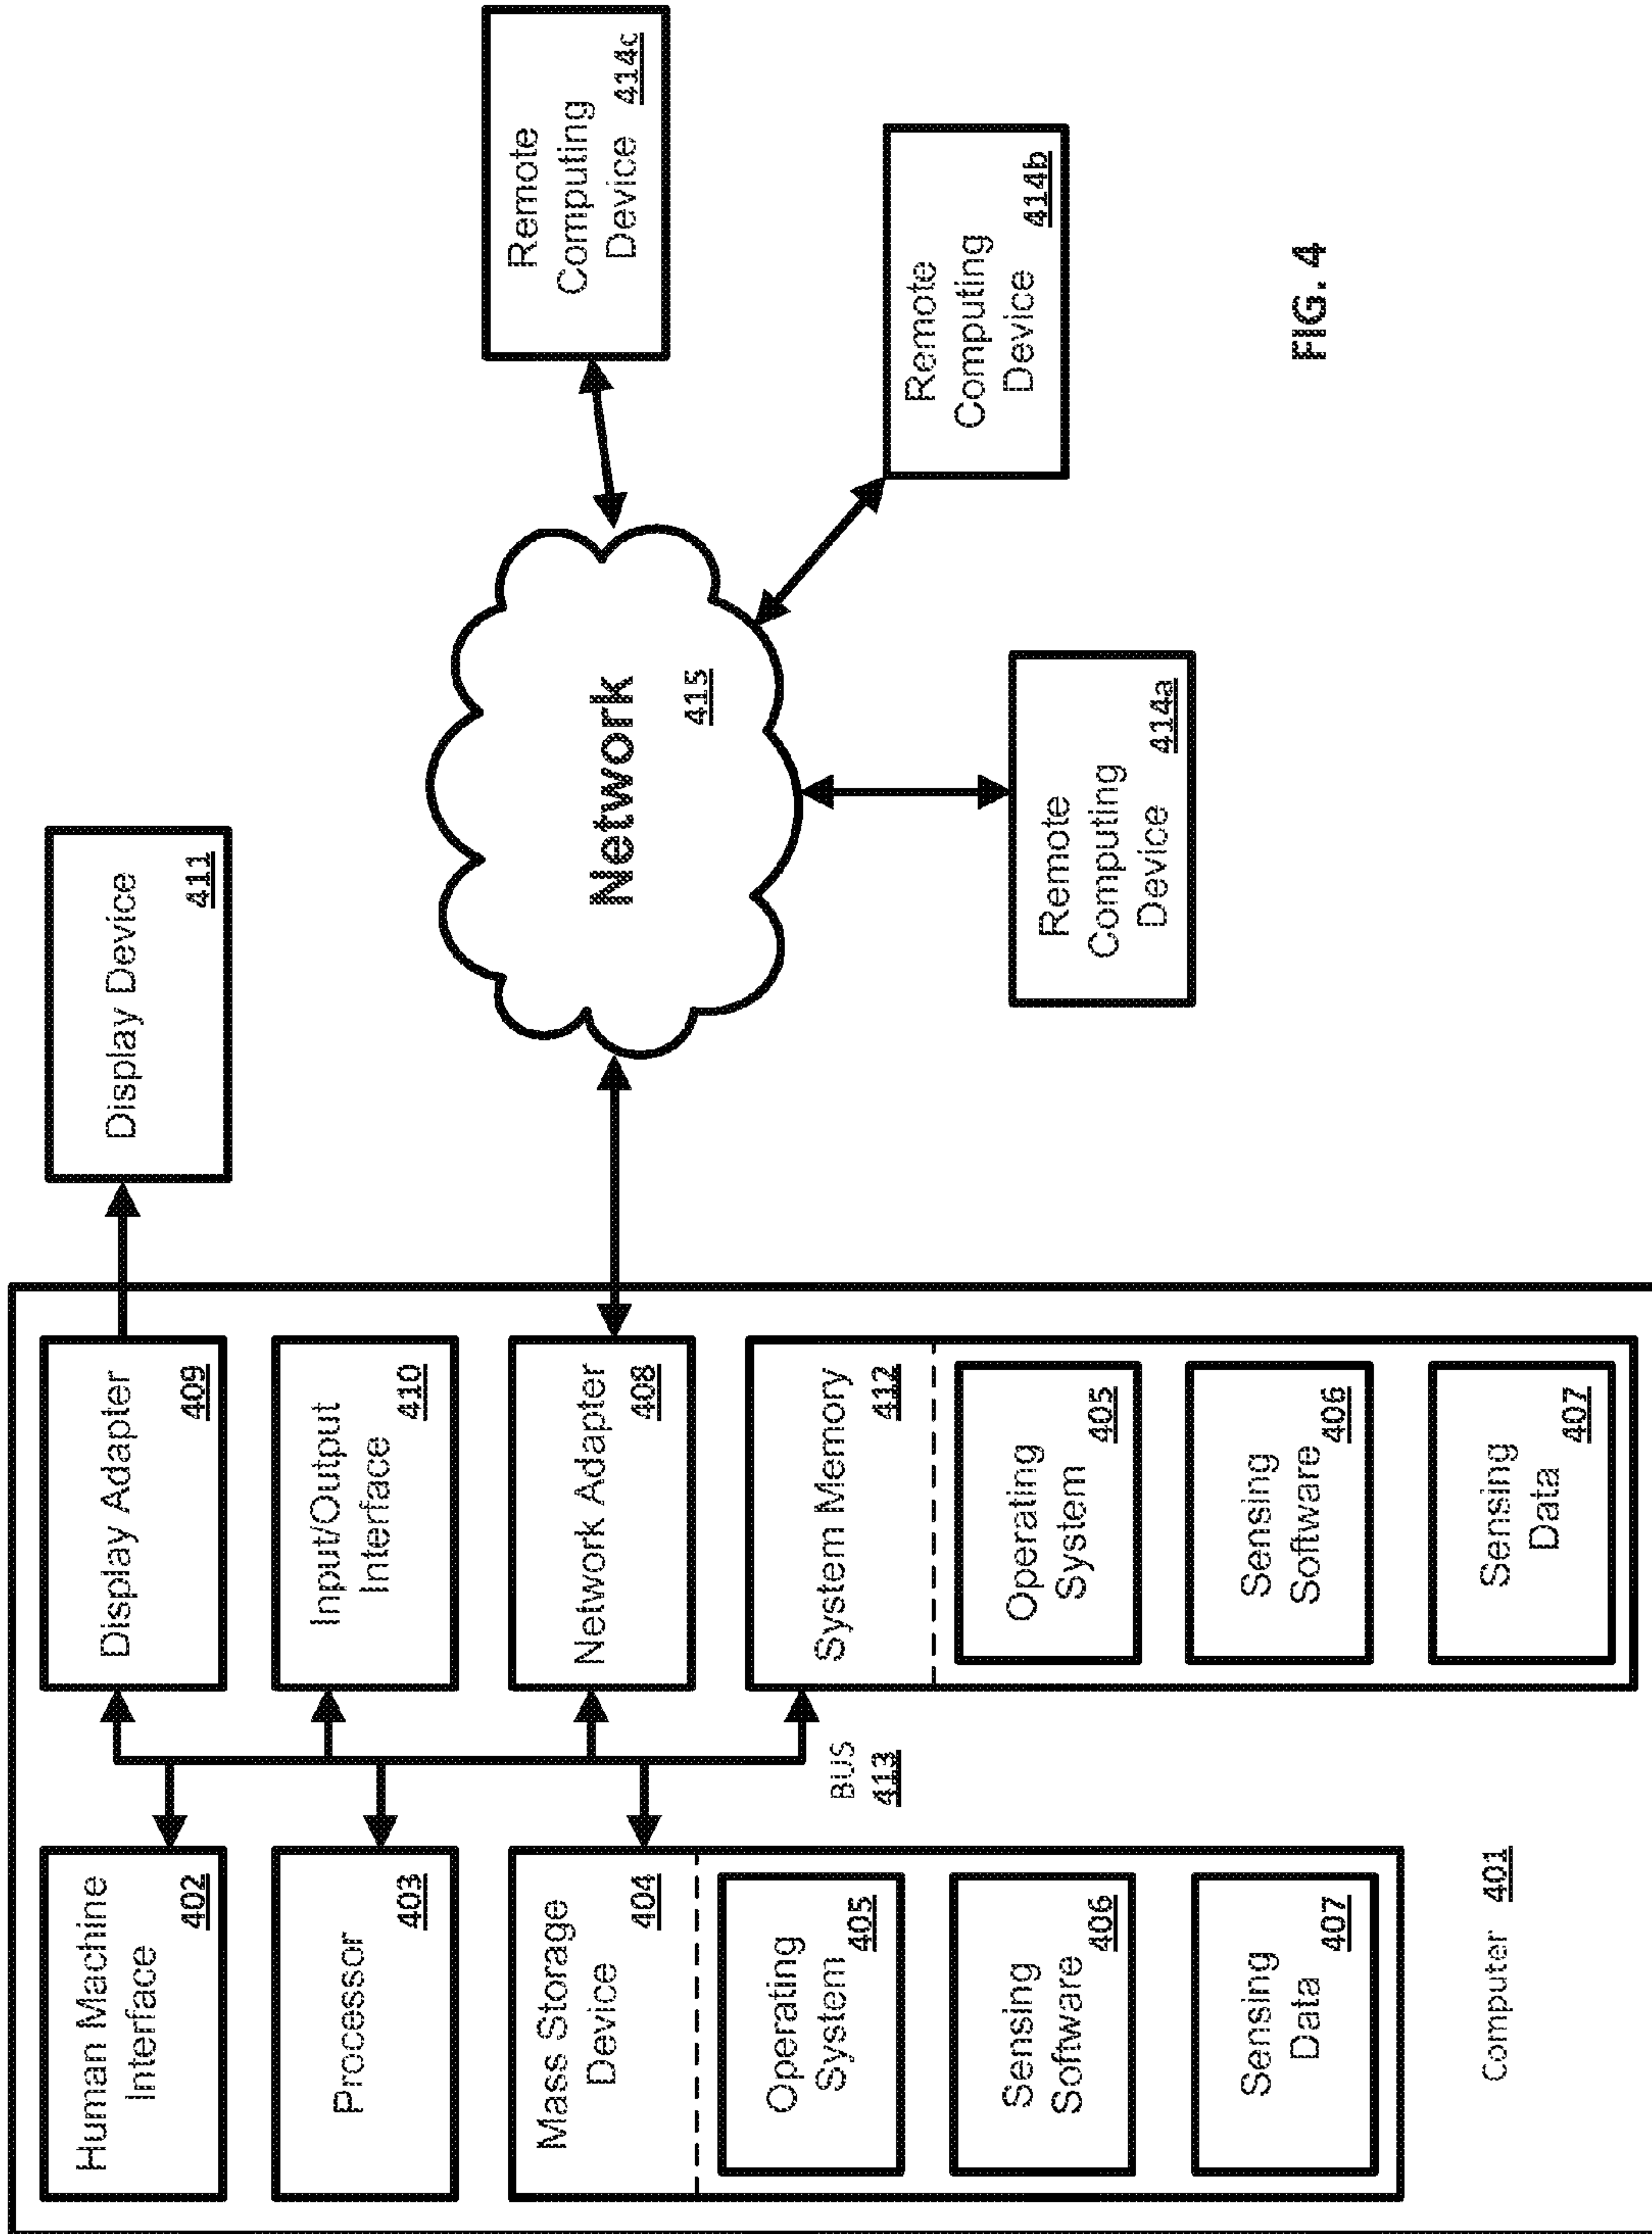 Human Machine
Interface
402
Processor
403
Mass Storage
Device
404
Operating
System
405
Sensing
Software
406
Sensing
Data
407
Computer 401
BUS
413
Display Adapter
409
Input/Output
Interface
410
Network Adapter
408
System Memory
412
Operating
System
405
Sensing
Software
406
Sensing
Data
407
Display Device
411
Network
415
Remote
Computing
Device 414a
Remote
Computing
Device 414b
Remote
Computing
Device 414c
FIG. 4